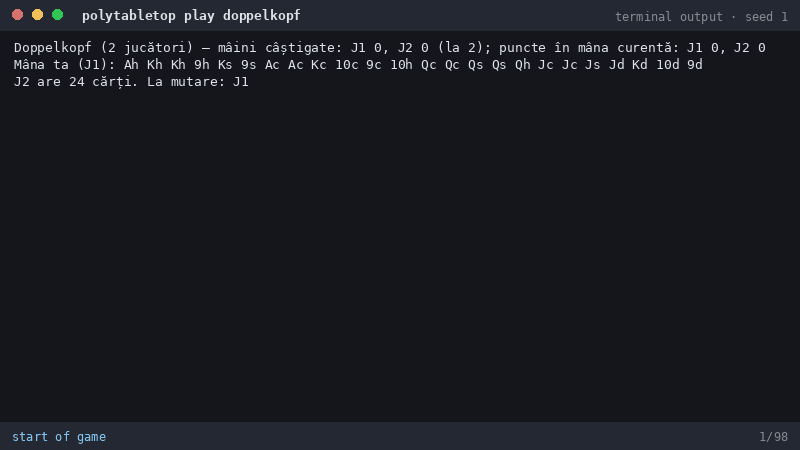 polytabletop play doppelkopf
terminal output · seed 1
Doppelkopf (2 jucători) — mâini câștigate: J1 0, J2 0 (la 2); puncte în mâna curentă: J1 0, J2 0
Mâna ta (J1): Ah Kh Kh 9h Ks 9s Ac Ac Kc 10c 9c 10h Qc Qc Qs Qs Qh Jc Jc Js Jd Kd 10d 9d
J2 are 24 cărți. La mutare: J1
start of game
1/98